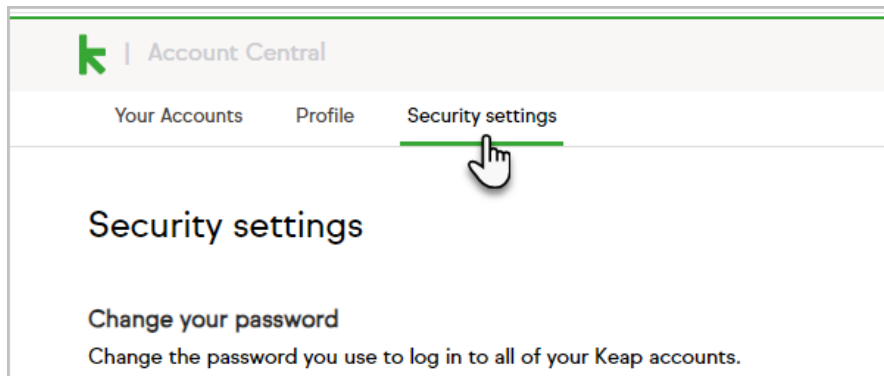 | Account Central
Your Accounts Profile Security settings
Security settings
Change your password
Change the password you use to log in to all of your Keap accounts.